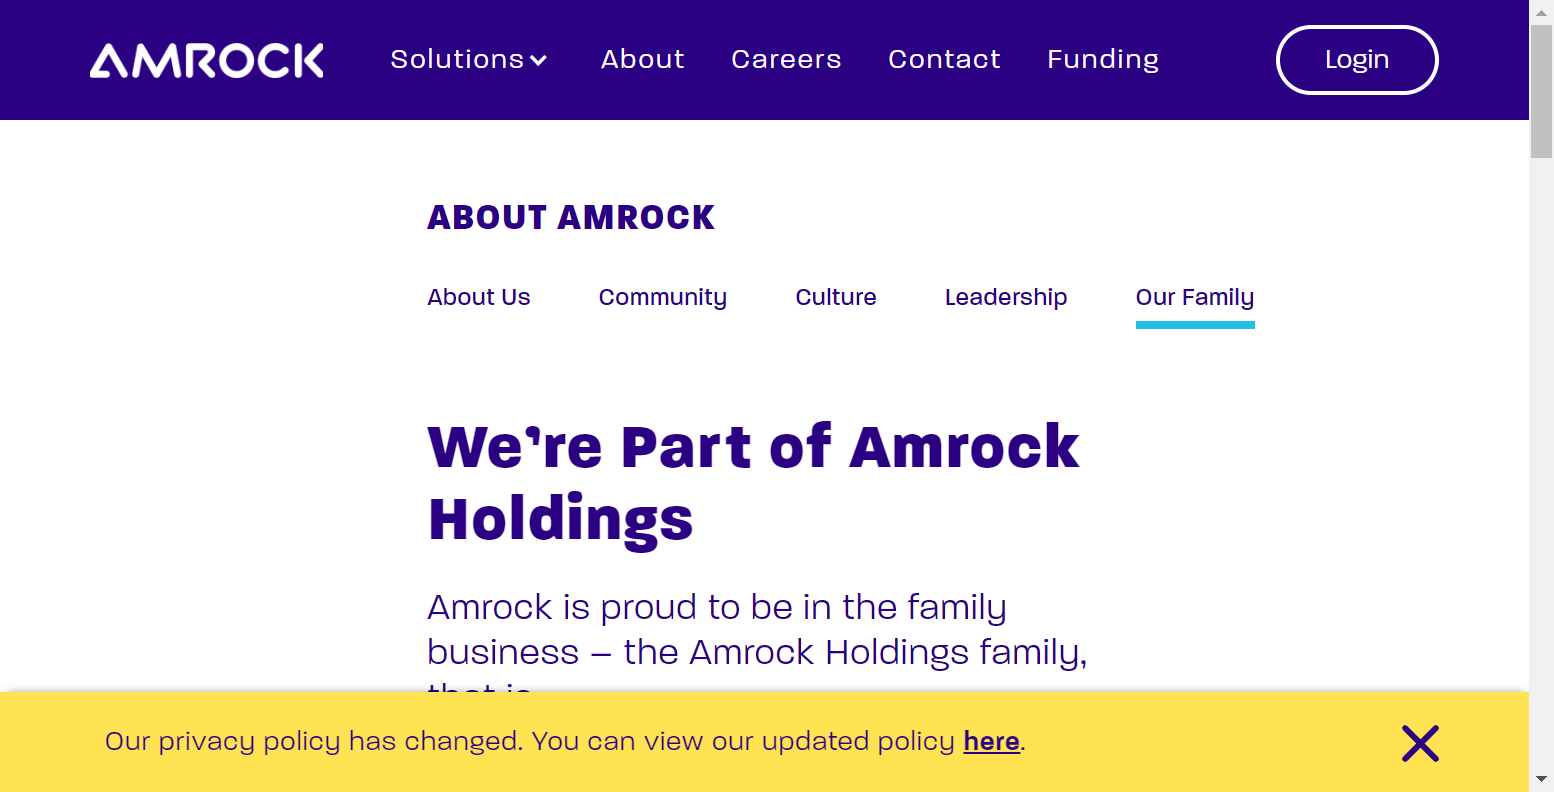 AMROCK
Solutions About Careers Contact Funding Login
ABOUT AMROCK
About Us Community Culture Leadership Our Family
We’re Part of Amrock
Holdings
Amrock is proud to be in the family
business – the Amrock Holdings family,
that is.
Our privacy policy has changed. You can view our updated policy here.